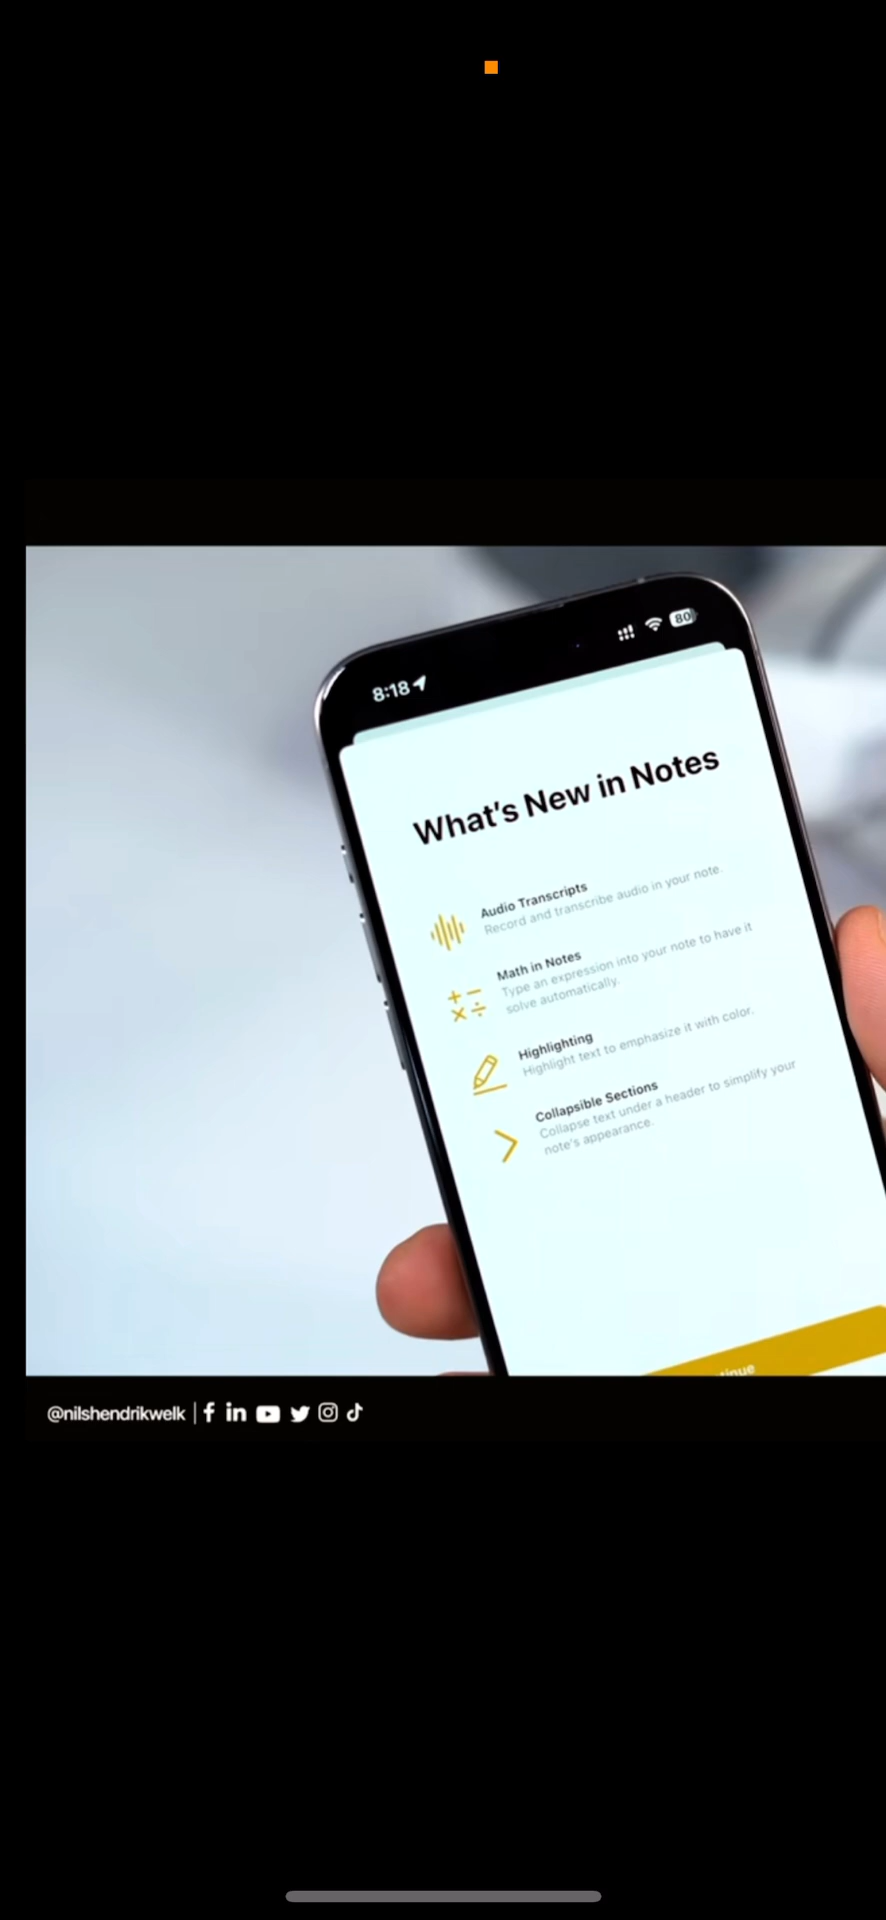 8:18
80
What's New in Notes
Audio Transcripts
Record and transcribe audio in your note.
Math in Notes
Type an expression into your note to have it
solve automatically.
Highlighting
Highlight text to emphasize it with color.
Collapsible Sections
Collapse text under a header to simplify your
note's appearance.
tinue
@nilshendrikwelk